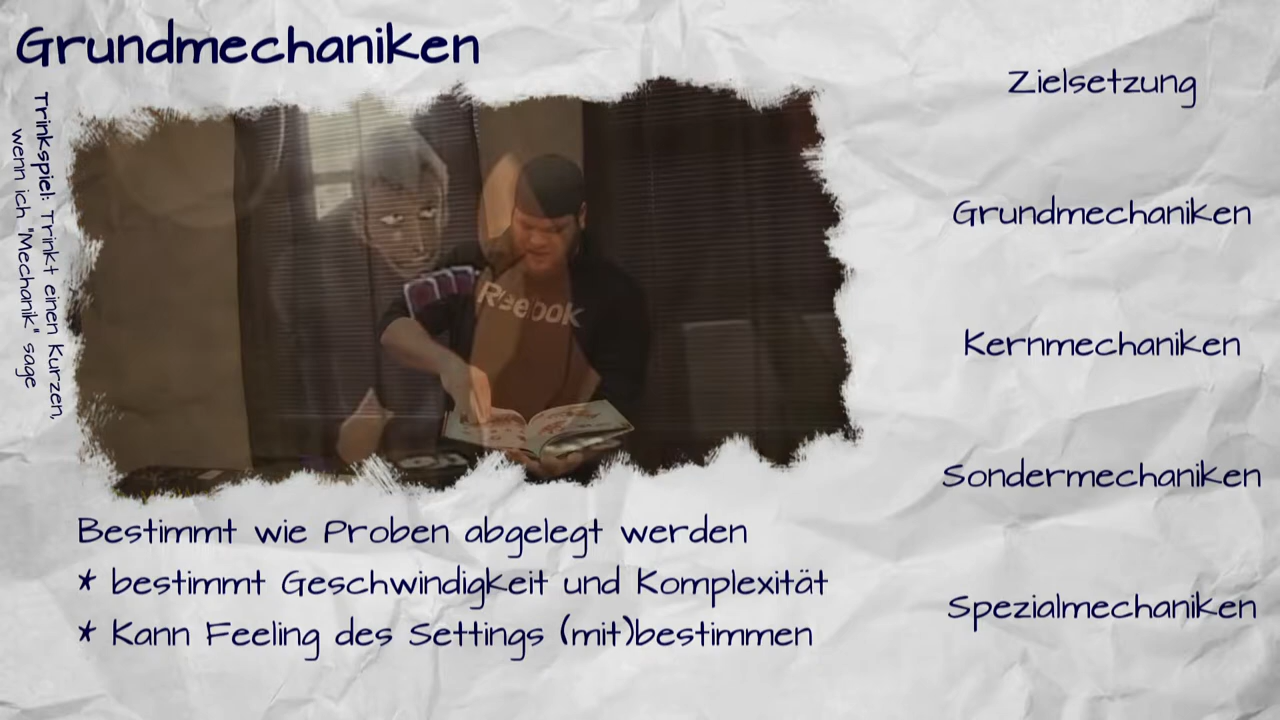 Grundmechaniken
Trinkspiel: Trinkt einen Kurzen,
wenn ich "Mechanik" sage
Reebok
Bestimmt wie Proben abgelegt werden
* bestimmt Geschwindigkeit und Komplexität
* Kann Feeling des Settings (mit)bestimmen
Zielsetzung
Grundmechaniken
Kernmechaniken
Sondermechaniken
Spezialmechaniken